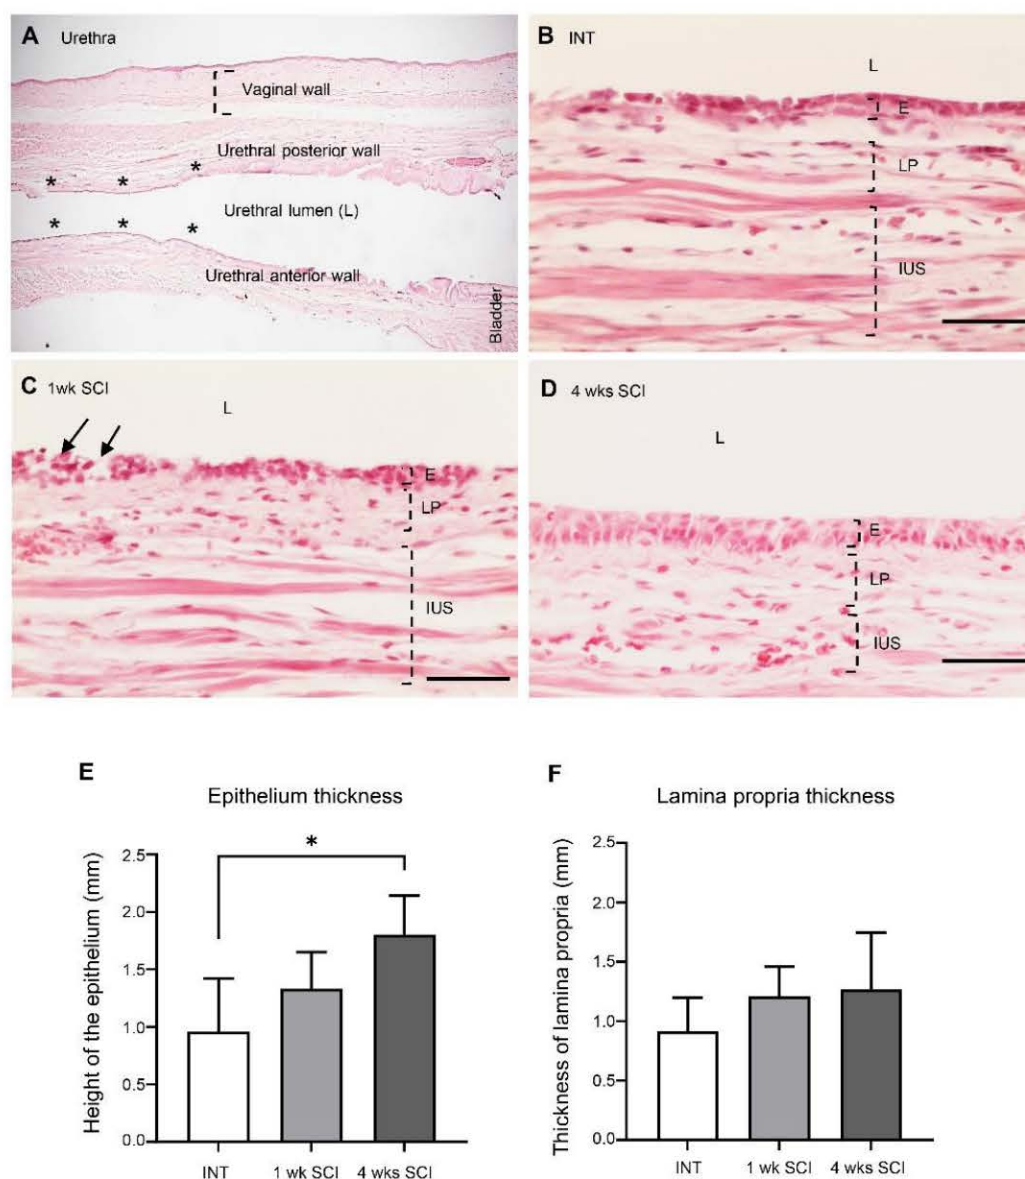 A Urethra
Vaginal wall
*
Urethral posterior wall
* *
Urethral lumen (L)
* * *
Urethral anterior wall
Bladder
B INT
L
E
LP
IUS
C 1wk SCI
L
E
LP
IUS
D 4 wks SCI
L
E
LP
IUS
E
Epithelium thickness
Height of the epithelium (mm)
*
2.5
2.0
1.5
1.0
0.5
0.0
INT 1 wk SCI 4 wks SCI
F
Lamina propria thickness
Thickness of lamina propria (mm)
2.5
2.0
1.5
1.0
0.5
0.0
INT 1 wk SCI 4 wks SCI